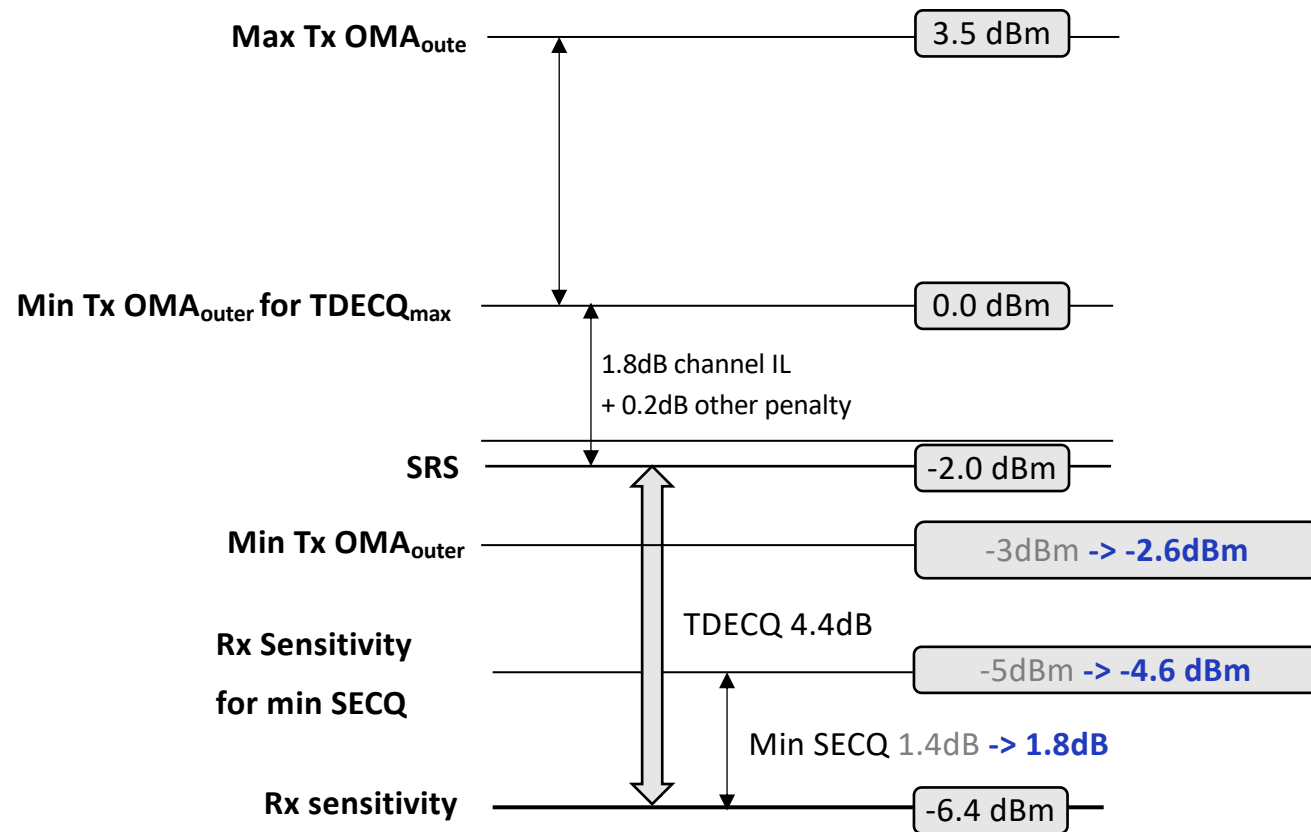 Max Tx OMAoute 3.5 dBm
Min Tx OMAouter for TDECQmax 0.0 dBm
1.8dB channel IL
+ 0.2dB other penalty
SRS -2.0 dBm
Min Tx OMAouter -3dBm -> -2.6dBm
TDECQ 4.4dB
Rx Sensitivity
for min SECQ
-5dBm -> -4.6 dBm
Min SECQ 1.4dB -> 1.8dB
Rx sensitivity -6.4 dBm